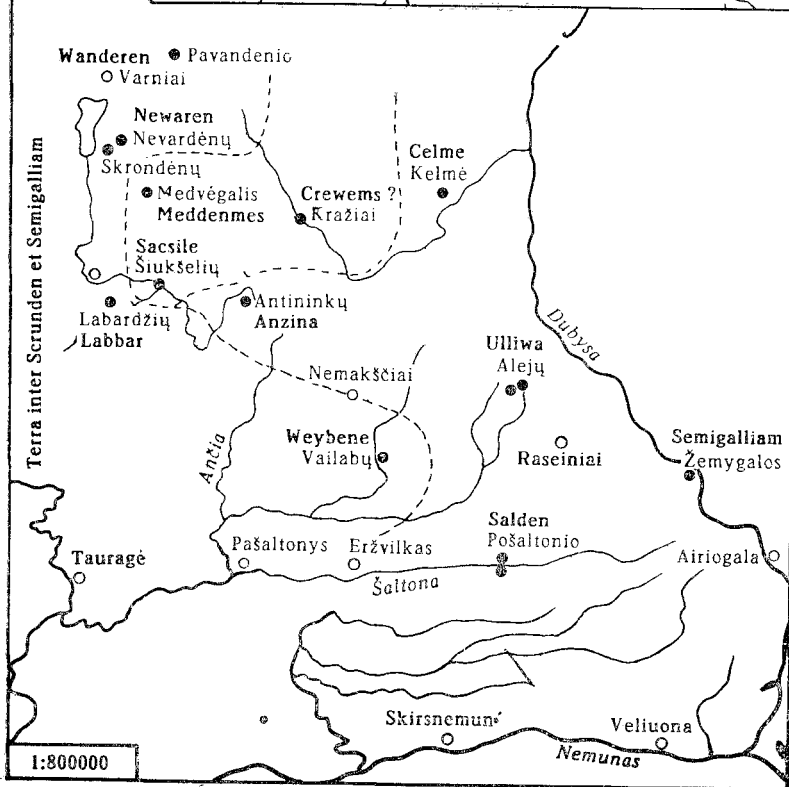 Wanderen
Pavandenio
Varniai
Newaren
Nevardėnų
Skrondėnų
Medvėgalis
Meddenmes
Celme
Kelmė
Crewems ?
Kražiai
Sacsile
Šiukšelių
Labardžių
Labbar
Antininkų
Anzina
Terra inter Scrunden et Semigalliam
Dubysa
Ulliwa
Alejų
Nemakščiai
Ančia
Weybene
Vailabų
Raseiniai
Semigalliam
Žemygalos
Salden
Pošaltonio
Tauragė
Pašaltonys
Eržvilkas
Airiogala
Šaltona
Skirsnemunė
Veliuona
Nemunas
1:800000